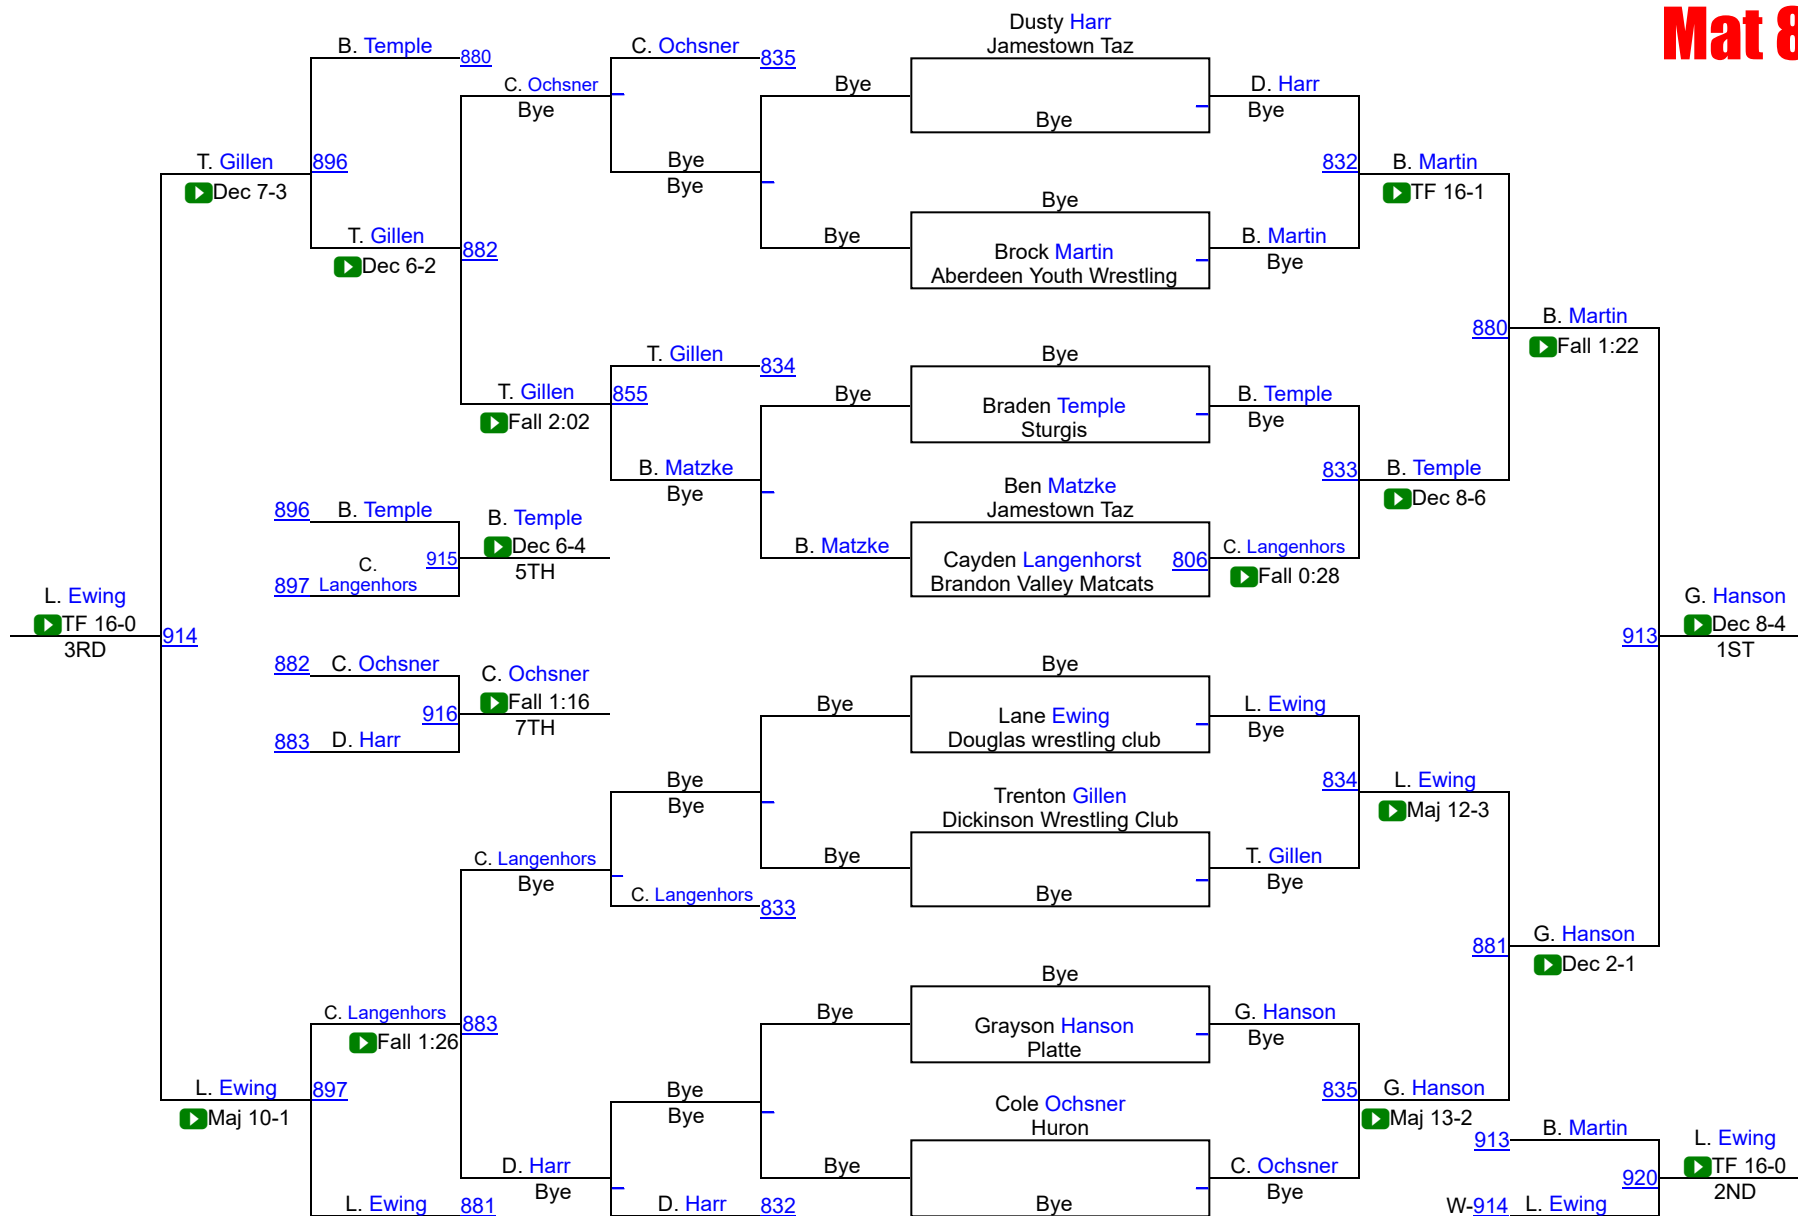 Mat 8
Dusty Harr
Jamestown Taz
B. Temple
880
C. Ochsner
835
C. Ochsner
Bye
Bye
Bye
D. Harr
Bye
T. Gillen
896
Dec 7-3
Bye
Bye
832
B. Martin
TF 16-1
T. Gillen
882
Dec 6-2
Bye
Bye
Brock Martin
Aberdeen Youth Wrestling
B. Martin
Bye
880
B. Martin
Fall 1:22
T. Gillen
834
Bye
T. Gillen
855
Fall 2:02
Bye
Braden Temple
Sturgis
B. Temple
Bye
B. Matzke
Bye
833
B. Temple
Dec 8-6
Ben Matzke
Jamestown Taz
896
B. Temple
B. Temple
915
Dec 6-4
5TH
897
C.
Langenhors
B. Matzke
Cayden Langenhorst
Brandon Valley Matcats
806
C. Langenhors
Fall 0:28
L. Ewing
TF 16-0
3RD
914
913
G. Hanson
Dec 8-4
1ST
882
C. Ochsner
C. Ochsner
916
Fall 1:16
7TH
883
D. Harr
Bye
Bye
Lane Ewing
Douglas wrestling club
L. Ewing
Bye
Bye
Bye
834
L. Ewing
Maj 12-3
Trenton Gillen
Dickinson Wrestling Club
C. Langenhors
Bye
Bye
Bye
T. Gillen
Bye
C. Langenhors
833
881
G. Hanson
Dec 2-1
Bye
C. Langenhors
883
Fall 1:26
Bye
Grayson Hanson
Platte
G. Hanson
Bye
L. Ewing
897
Maj 10-1
Bye
Bye
835
G. Hanson
Maj 13-2
Cole Ochsner
Huron
913
B. Martin
L. Ewing
TF 16-0
920
2ND
D. Harr
Bye
Bye
Bye
C. Ochsner
Bye
L. Ewing
881
D. Harr
832
W-914
L. Ewing